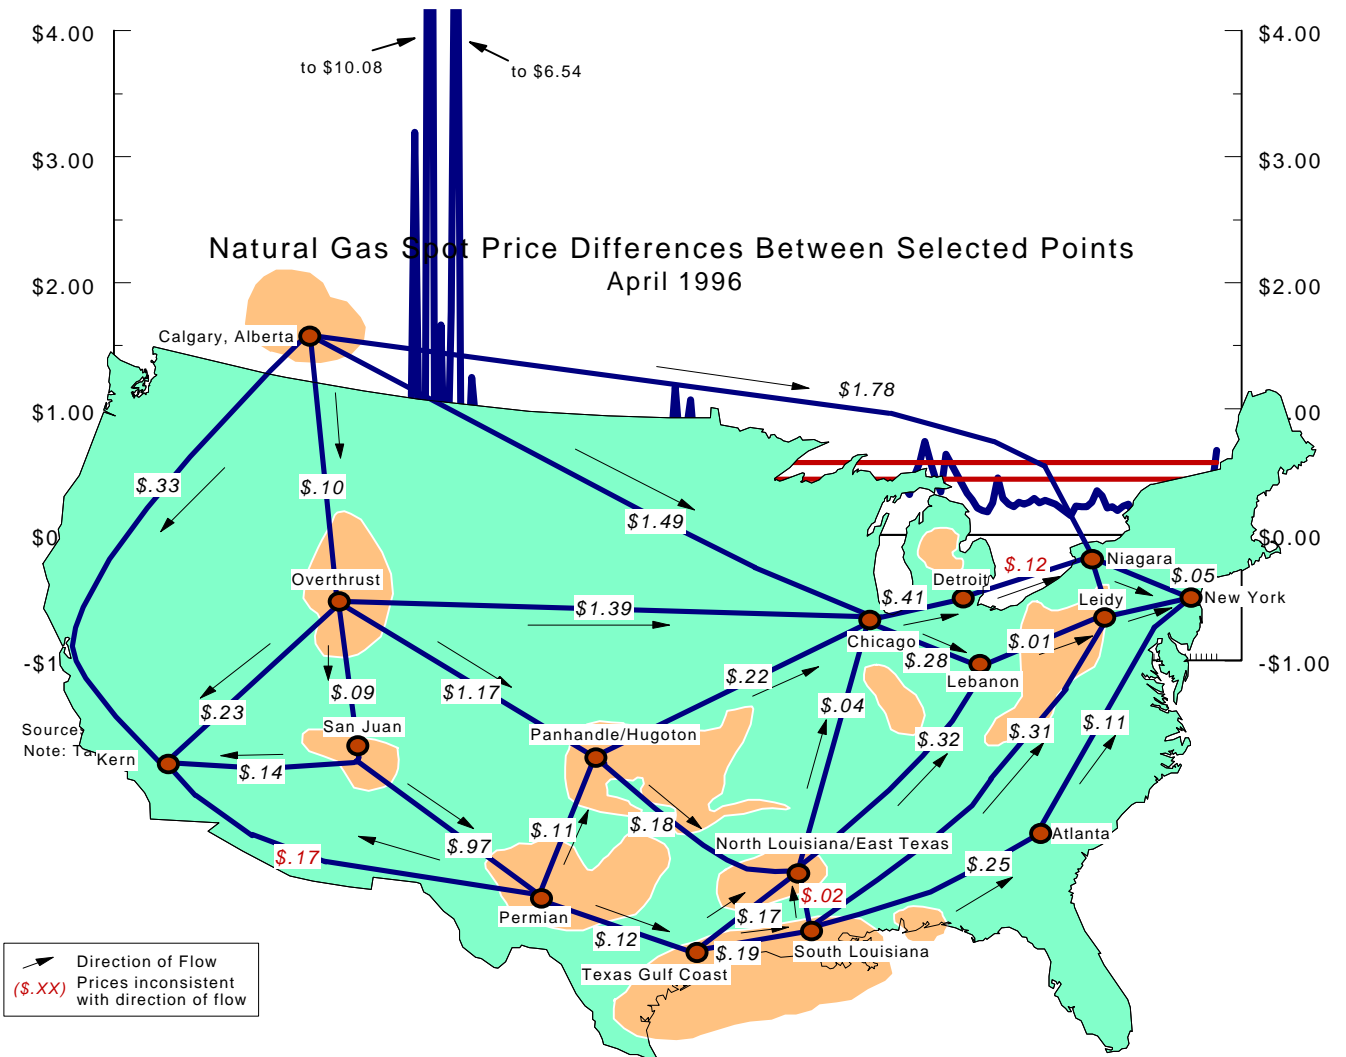 $4.00
$4.00
to $10.08
to $6.54
$3.00
$3.00
Natural Gas Spot Price Differences Between Selected Points
April 1996
$2.00
$2.00
Calgary, Alberta
$1.78
$1.00
.00
$.33
$.10
$1.49
$0
$0.00
Niagara
$.12
$.05
Overthrust
Detroit
$.41
Leidy
New York
$1.39
Chicago
$.01
-$1
-$1.00
$.28
Lebanon
$.09
$1.17
$.22
$.23
$.04
San Juan
$.11
Source:
Panhandle/Hugoton
$.32
$.31
Note: Ta
Kern
$.14
$.18
$.11
Atlanta
$.97
North Louisiana/East Texas
$.17
$.25
$.02
Permian
$.17
$.12
$.19
South Louisiana
Texas Gulf Coast
Direction of Flow
($.XX) Prices inconsistent
with direction of flow